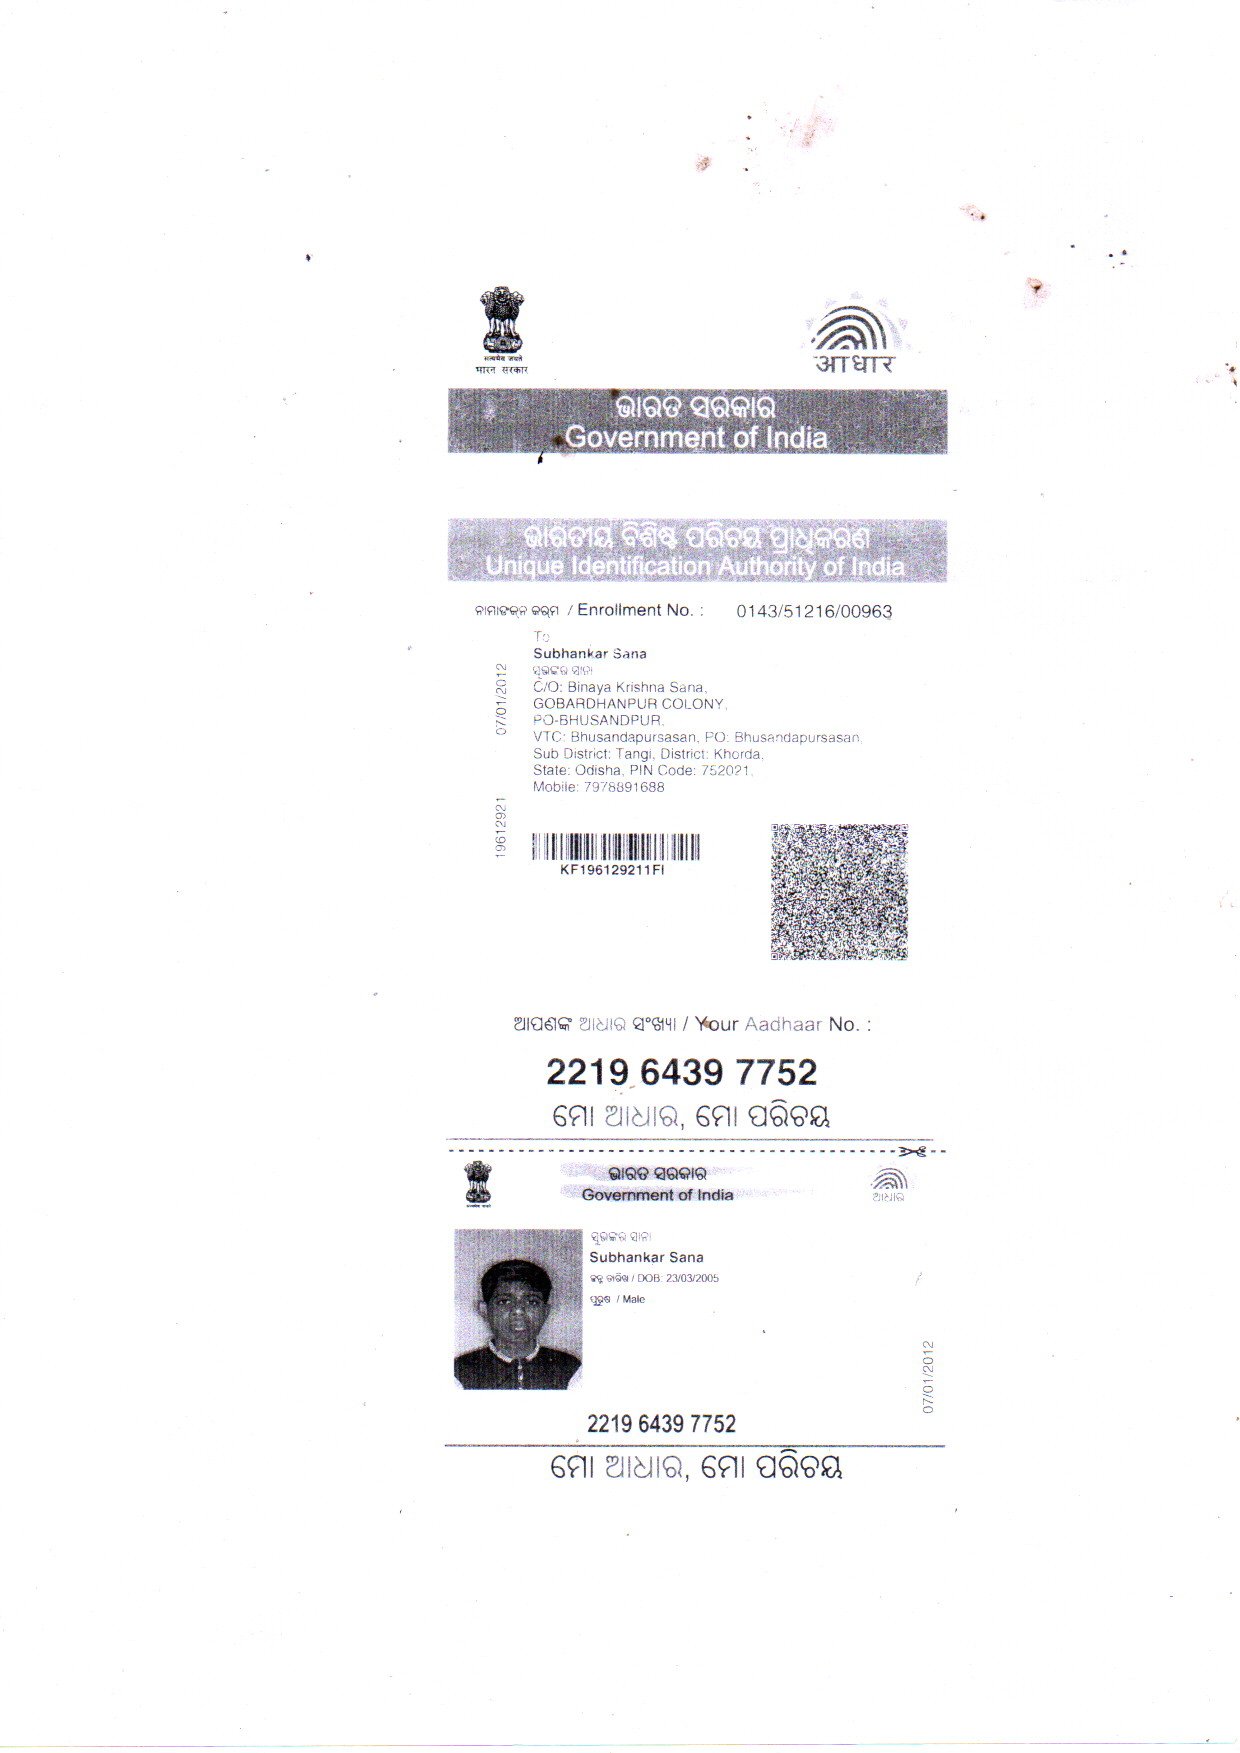 सत्यमेव जयते
भारत सरकार
आधार
ଭାରତ ସରକାର
Government of India
ଭାରତୀୟ ବିଶିଷ୍ଟ ପରିଚୟ ପ୍ରାଧିକରଣ
Unique Identification Authority of India
/ Enrollment No. : 0143/51216/00963
To
Subhankar Sana
ସୁଭଙ୍କର ସାନା
C/O: Binaya Krishna Sana,
GOBARDHANPUR COLONY,
PO-BHUSANDPUR,
VTC: Bhusandapursasan, PO: Bhusandapursasan,
Sub District: Tangi, District: Khorda,
State: Odisha, PIN Code: 752021,
Mobile: 7978891688
07/01/2012
19612921
KF196129211FI
ଆପଣଙ୍କ ଆଧାର ସଂଖ୍ୟା / Your Aadhaar No. :
2219 6439 7752
ମୋ ଆଧାର, ମୋ ପରିଚୟ
ଭାରତ ସରକାର
Government of India
ଆଧାର
ସୁଭଙ୍କର ସାନା
Subhankar Sana
ଜନ୍ମ ତାରିଖ / DOB: 23/03/2005
ପୁରୁଷ / Male
07/01/2012
2219 6439 7752
ମୋ ଆଧାର, ମୋ ପରିଚୟ